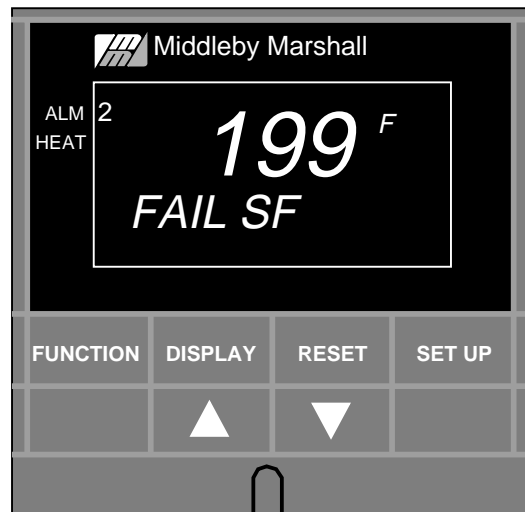 Middleby Marshall
ALM 2
HEAT
199 F
FAIL SF
FUNCTION DISPLAY RESET SET UP